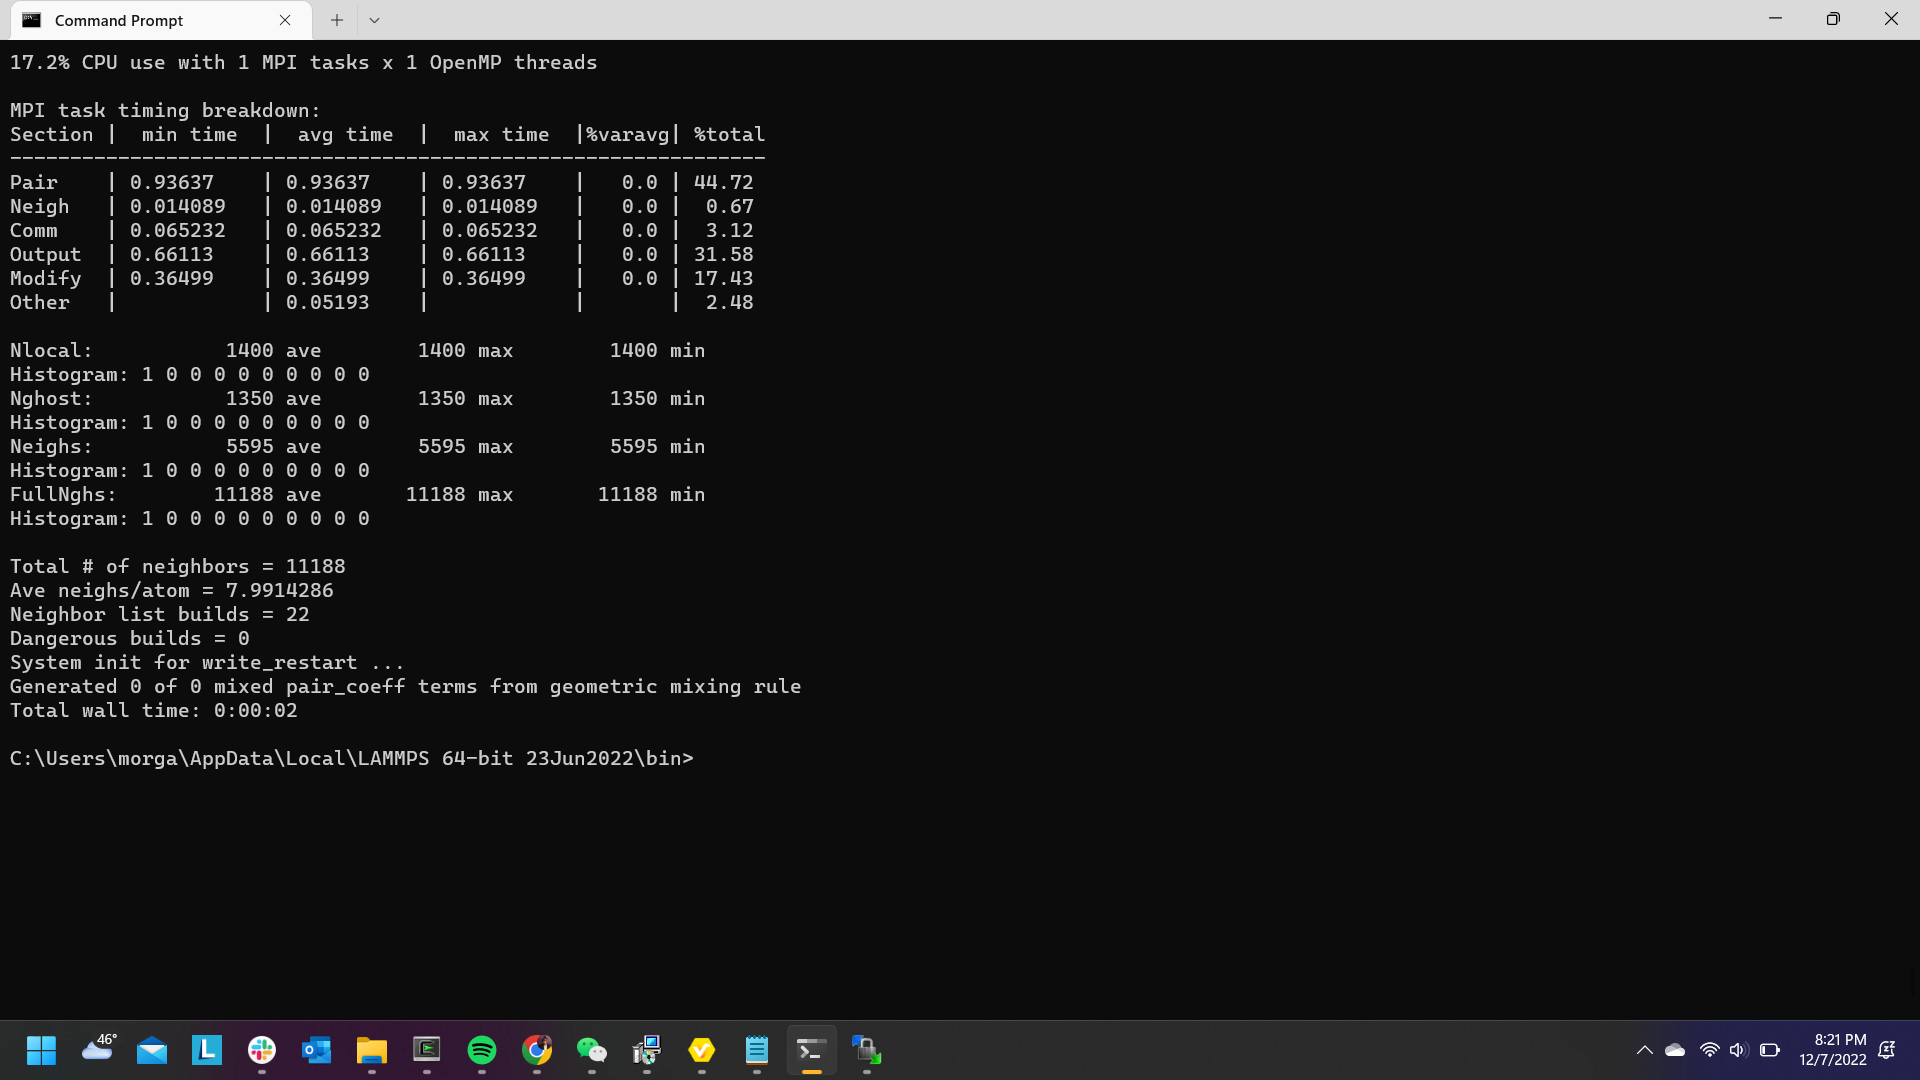 Command Prompt
17.2% CPU use with 1 MPI tasks x 1 OpenMP threads
MPI task timing breakdown:
Section |  min time  |  avg time  |  max time  |%varavg| %total
---------------------------------------------------------------
Pair    | 0.93637    | 0.93637    | 0.93637    |   0.0 | 44.72
Neigh   | 0.014089   | 0.014089   | 0.014089   |   0.0 |  0.67
Comm    | 0.065232   | 0.065232   | 0.065232   |   0.0 |  3.12
Output  | 0.66113    | 0.66113    | 0.66113    |   0.0 | 31.58
Modify  | 0.36499    | 0.36499    | 0.36499    |   0.0 | 17.43
Other   |            | 0.05193    |            |       |  2.48
Nlocal:           1400 ave        1400 max        1400 min
Histogram: 1 0 0 0 0 0 0 0 0 0
Nghost:           1350 ave        1350 max        1350 min
Histogram: 1 0 0 0 0 0 0 0 0 0
Neighs:           5595 ave        5595 max        5595 min
Histogram: 1 0 0 0 0 0 0 0 0 0
FullNghs:        11188 ave       11188 max       11188 min
Histogram: 1 0 0 0 0 0 0 0 0 0
Total # of neighbors = 11188
Ave neighs/atom = 7.9914286
Neighbor list builds = 22
Dangerous builds = 0
System init for write_restart ...
Generated 0 of 0 mixed pair_coeff terms from geometric mixing rule
Total wall time: 0:00:02
C:\Users\morga\AppData\Local\LAMMPS 64-bit 23Jun2022\bin>
46°
L
8:21 PM
12/7/2022